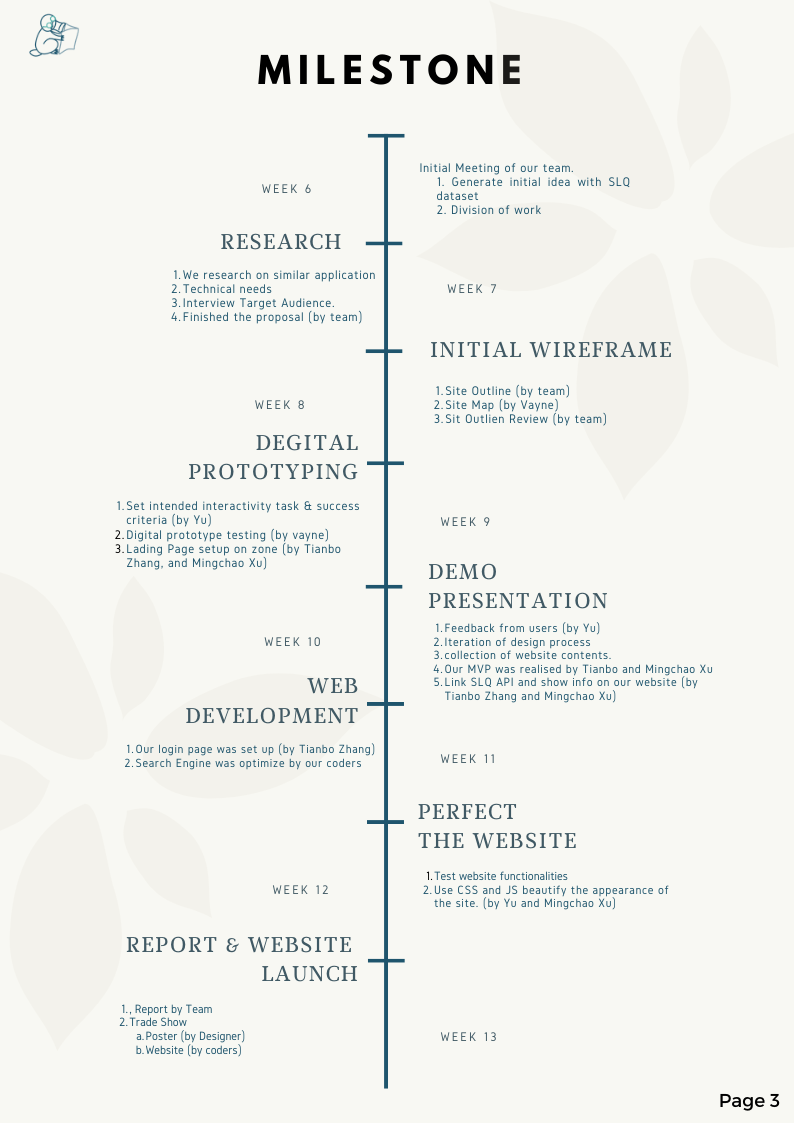 MILESTONE
WEEK 6
Initial Meeting of our team.
1. Generate initial idea with SLQ
dataset
2. Division of work
RESEARCH
1. We research on similar application
2. Technical needs
3. Interview Target Audience.
4. Finished the proposal (by team)
WEEK 7
INITIAL WIREFRAME
1. Site Outline (by team)
2. Site Map (by Vayne)
3. Sit Outlien Review (by team)
WEEK 8
DEGITAL
PROTOTYPING
1. Set intended interactivity task & success
criteria (by Yu)
2. Digital prototype testing (by vayne)
3. Lading Page setup on zone (by Tianbo
Zhang, and Mingchao Xu)
WEEK 9
DEMO
PRESENTATION
1. Feedback from users (by Yu)
2. Iteration of design process
3. collection of website contents.
4. Our MVP was realised by Tianbo and Mingchao Xu
5. Link SLQ API and show info on our website (by
Tianbo Zhang and Mingchao Xu)
WEEK 10
WEB
DEVELOPMENT
1. Our login page was set up (by Tianbo Zhang)
2. Search Engine was optimize by our coders
WEEK 11
PERFECT
THE WEBSITE
1. Test website functionalities
2. Use CSS and JS beautify the appearance of
the site. (by Yu and Mingchao Xu)
WEEK 12
REPORT & WEBSITE
LAUNCH
1. , Report by Team
2. Trade Show
a. Poster (by Designer)
b. Website (by coders)
WEEK 13
Page 3